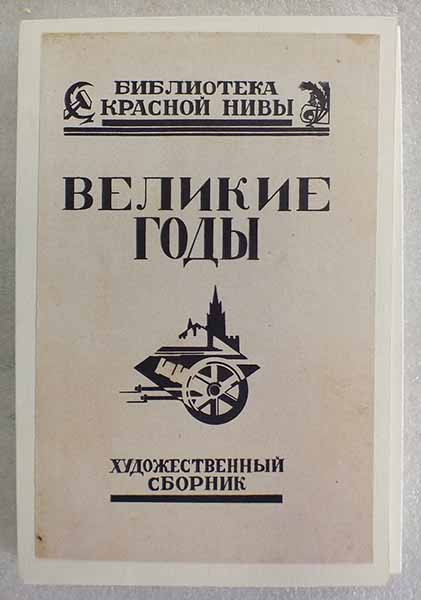 БИБЛИОТЕКА
КРАСНОЙ НИВЫ
ВЕЛИКИЕ
ГОДЫ
ХУДОЖЕСТВЕННЫЙ
СБОРНИК